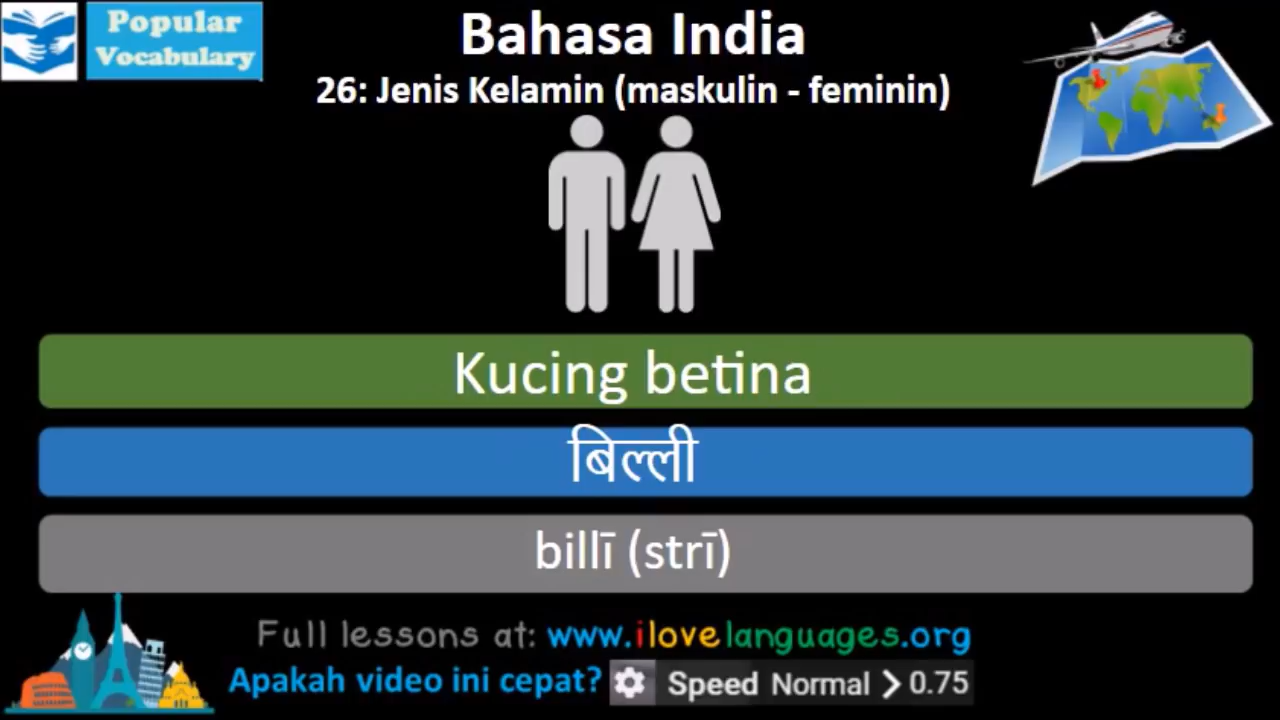 Popular
Vocabulary
Bahasa India
26: Jenis Kelamin (maskulin - feminin)
Kucing betina
बिल्ली
billī (strī)
Full lessons at: www.ilovelanguages.org
Apakah video ini cepat? Speed Normal > 0.75